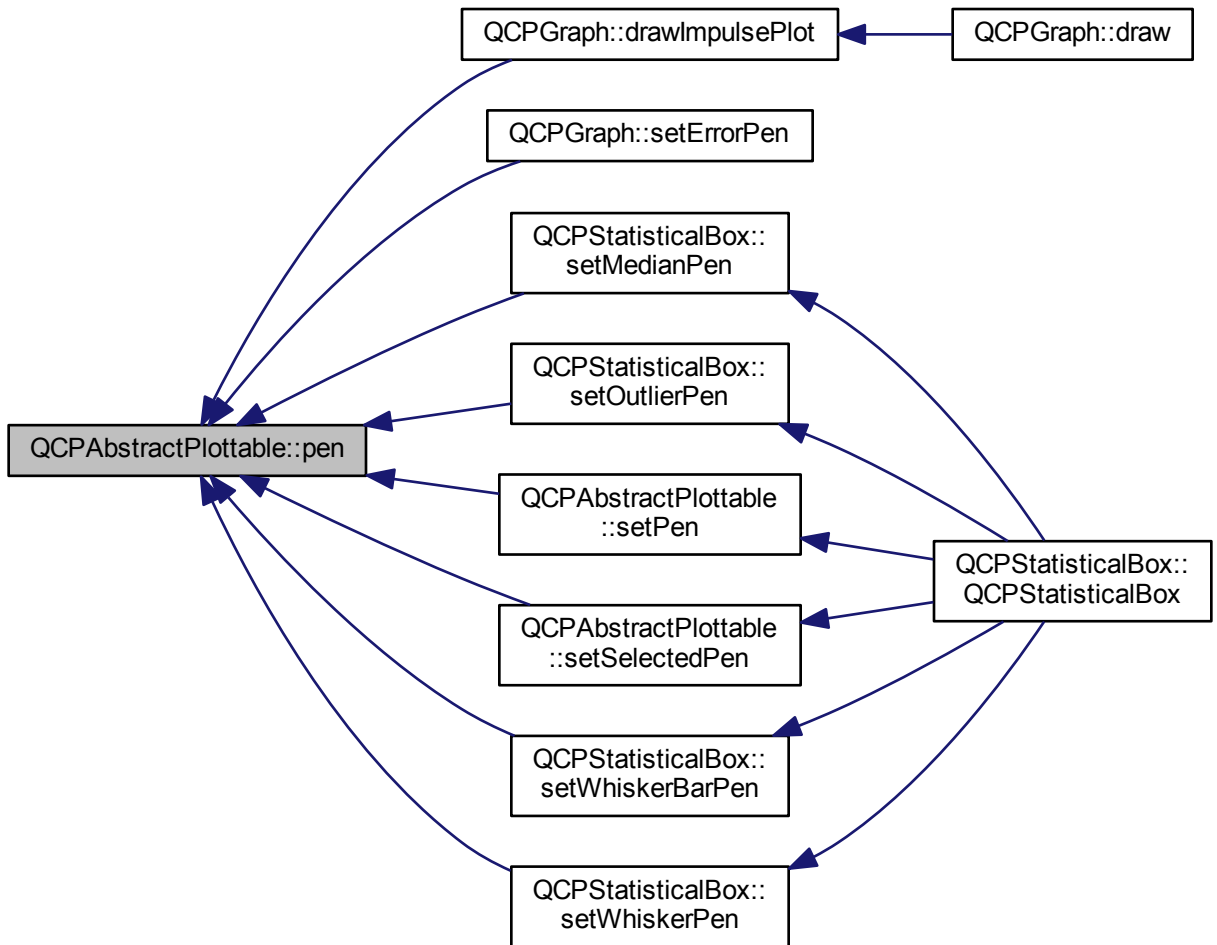 QCPGraph::drawImpulsePlot
QCPGraph::draw
QCPGraph::setErrorPen
QCPStatisticalBox::
setMedianPen
QCPStatisticalBox::
setOutlierPen
QCPAbstractPlottable::pen
QCPAbstractPlottable
::setPen
QCPStatisticalBox::
QCPStatisticalBox
QCPAbstractPlottable
::setSelectedPen
QCPStatisticalBox::
setWhiskerBarPen
QCPStatisticalBox::
setWhiskerPen